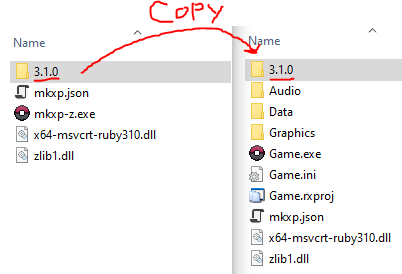 COPY
Name
3.1.0
mkxp.json
mkxp-z.exe
x64-msvcrt-ruby310.dll
zlib1.dll
Name
3.1.0
Audio
Data
Graphics
Game.exe
Game.ini
Game.rxproj
mkxp.json
x64-msvcrt-ruby310.dll
zlib1.dll